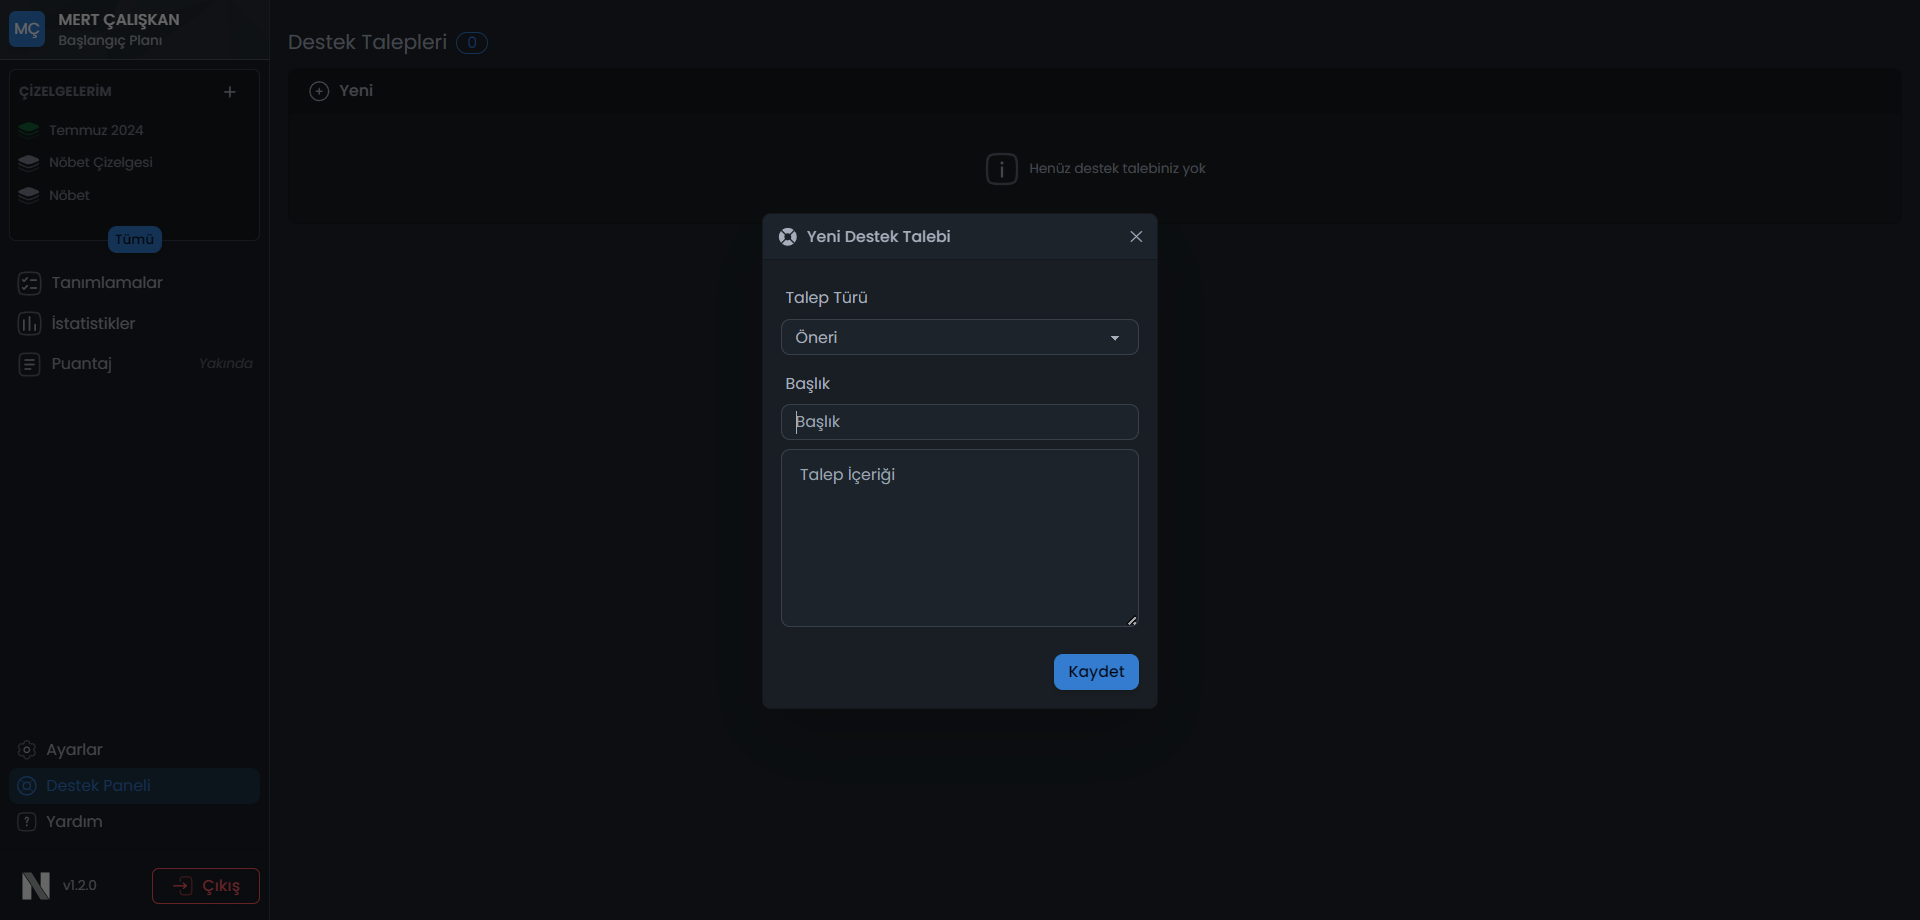 MÇ
MERT ÇALIŞKAN
Başlangıç Planı
ÇİZELGELERİM
Temmuz 2024
Nöbet Çizelgesi
Nöbet
Tümü
Tanımlamalar
İstatistikler
Puantaj
Yakında
Ayarlar
Destek Paneli
Yardım
N
v1.2.0
Çıkış
Destek Talepleri
0
Yeni
Henüz destek talebiniz yok
Yeni Destek Talebi
Talep Türü
Öneri
Başlık
Başlık
Talep İçeriği
Kaydet